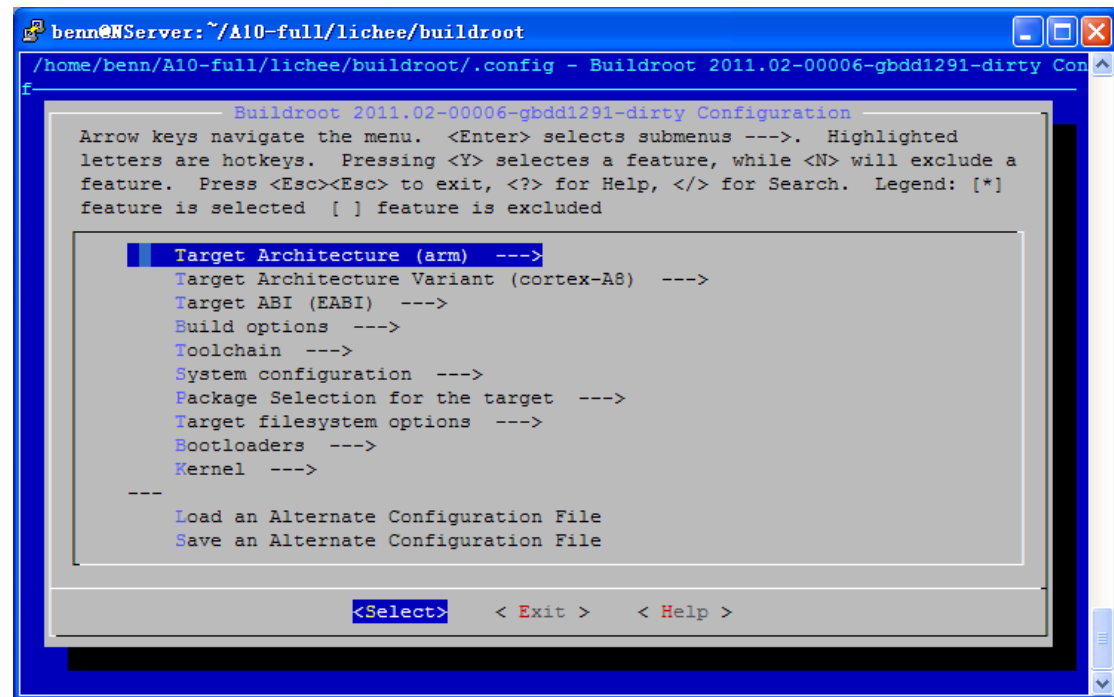 benn@NServer: ~/A10-full/lichee/buildroot
/home/benn/A10-full/lichee/buildroot/.config - Buildroot 2011.02-00006-gbdd1291-dirty Con
f
Buildroot 2011.02-00006-gbdd1291-dirty Configuration
Arrow keys navigate the menu.  <Enter> selects submenus --->.  Highlighted
letters are hotkeys.  Pressing <Y> selectes a feature, while <N> will exclude a
feature.  Press <Esc><Esc> to exit, <?> for Help, </> for Search.  Legend: [*]
feature is selected  [ ] feature is excluded
Target Architecture (arm)  --->
Target Architecture Variant (cortex-A8)  --->
Target ABI (EABI)  --->
Build options  --->
Toolchain  --->
System configuration  --->
Package Selection for the target  --->
Target filesystem options  --->
Bootloaders  --->
Kernel  --->
---
Load an Alternate Configuration File
Save an Alternate Configuration File
<Select>    < Exit >    < Help >